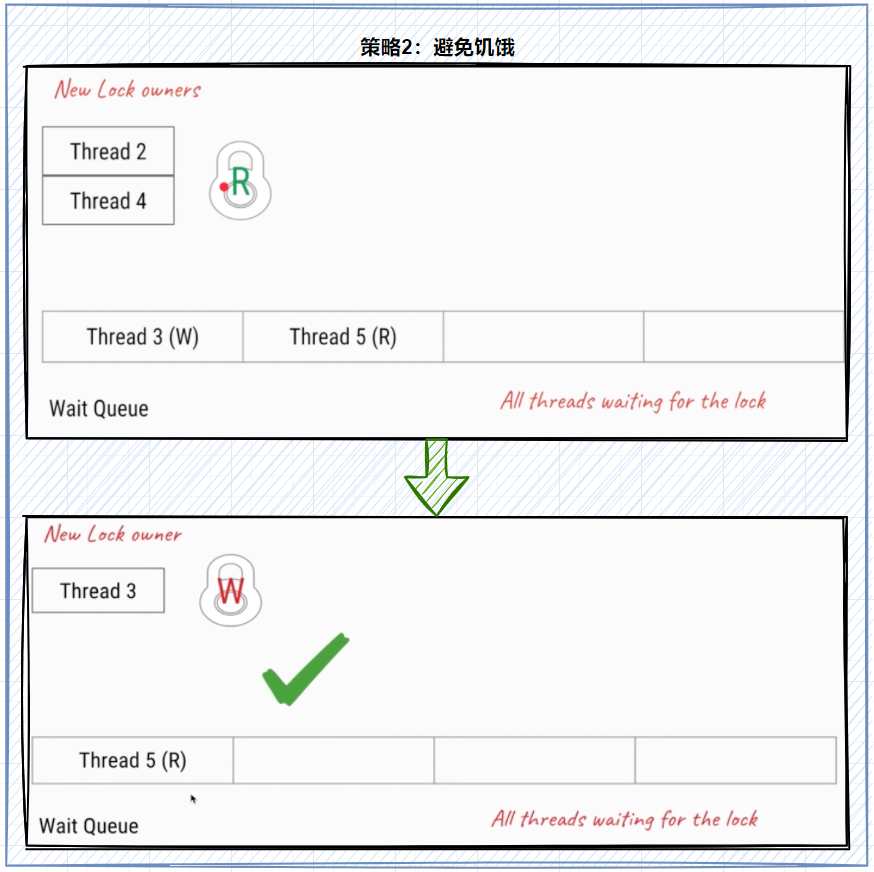 策略2：避免饥饿
New Lock owners
Thread 2
R
Thread 4
Thread 3 (W)
Thread 5 (R)
Wait Queue
All threads waiting for the lock
New Lock owner
Thread 3
W
Thread 5 (R)
Wait Queue
All threads waiting for the lock